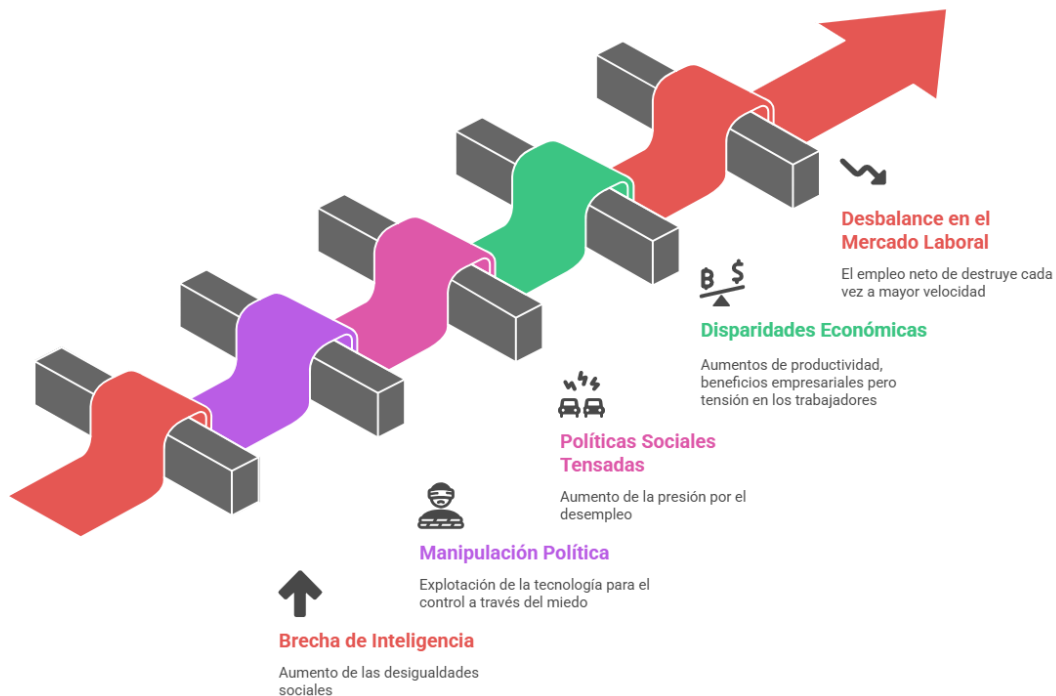 Desbalance en el
Mercado Laboral
El empleo neto de destruye cada
vez a mayor velocidad
Disparidades Económicas
Aumentos de productividad,
beneficios empresariales pero
tensión en los trabajadores
Políticas Sociales
Tensadas
Aumento de la presión por el
desempleo
Manipulación Política
Explotación de la tecnología para el
control a través del miedo
Brecha de Inteligencia
Aumento de las desigualdades
sociales